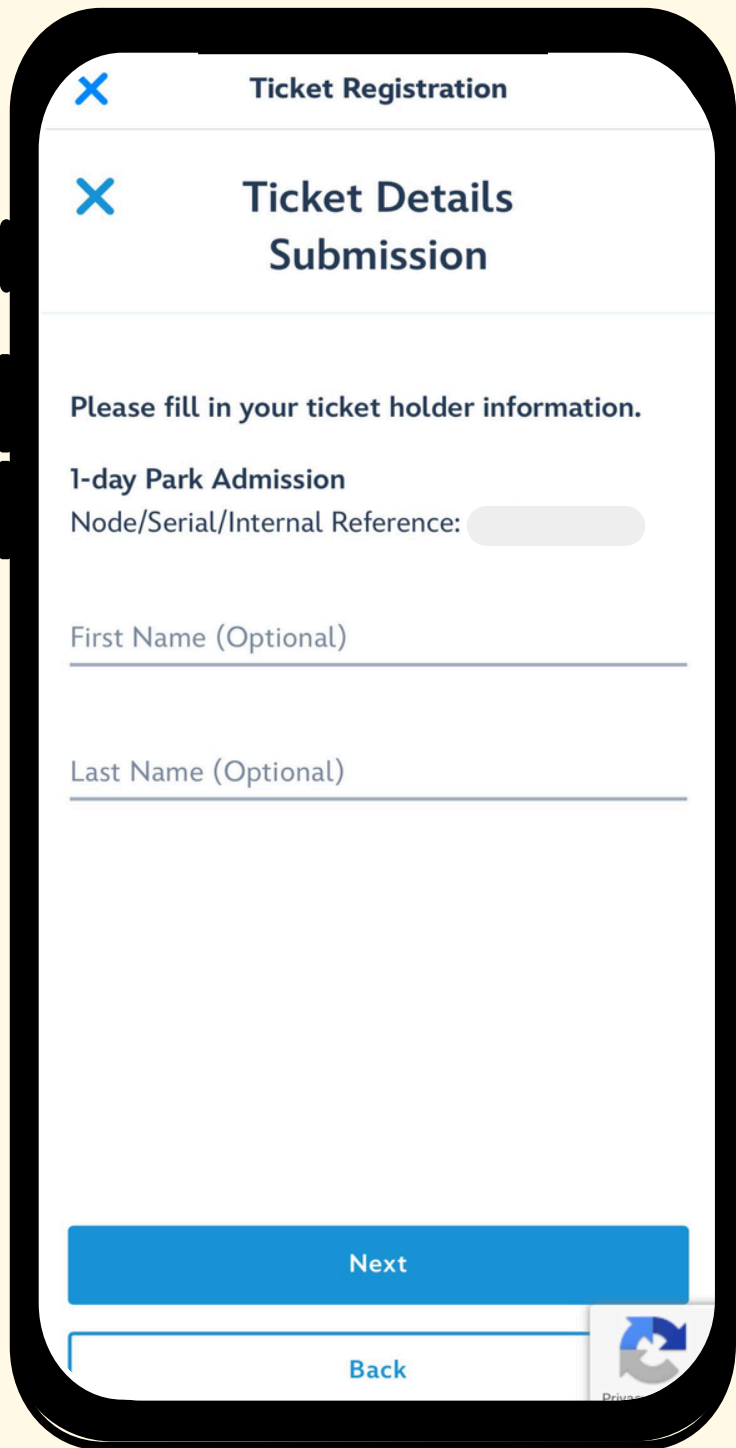 Ticket Registration
Ticket Details
Submission
Please fill in your ticket holder information.
1-day Park Admission
Node/Serial/Internal Reference:
First Name (Optional)
Last Name (Optional)
Next
Back